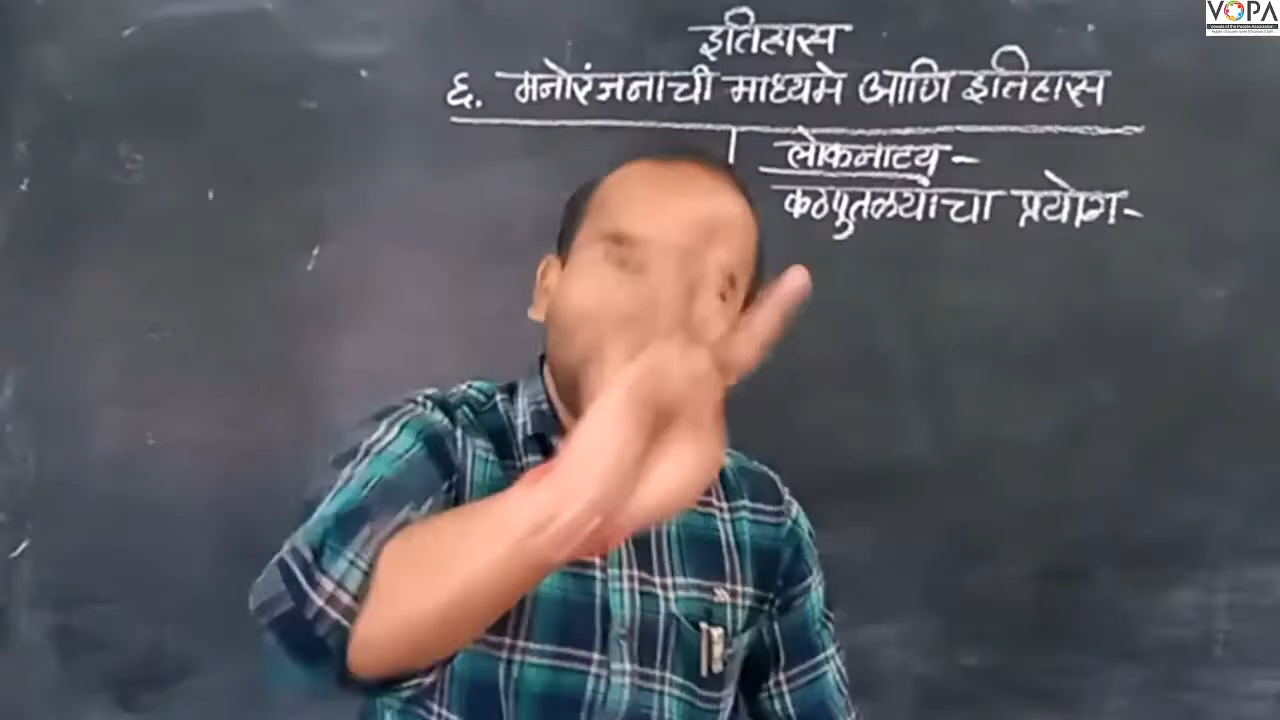 VOPA
इतिहास
६. मनोरंजनाची माध्यमे आणि इतिहास
लोकनाट्य -
कठपुतळ्यांचा प्रयोग-